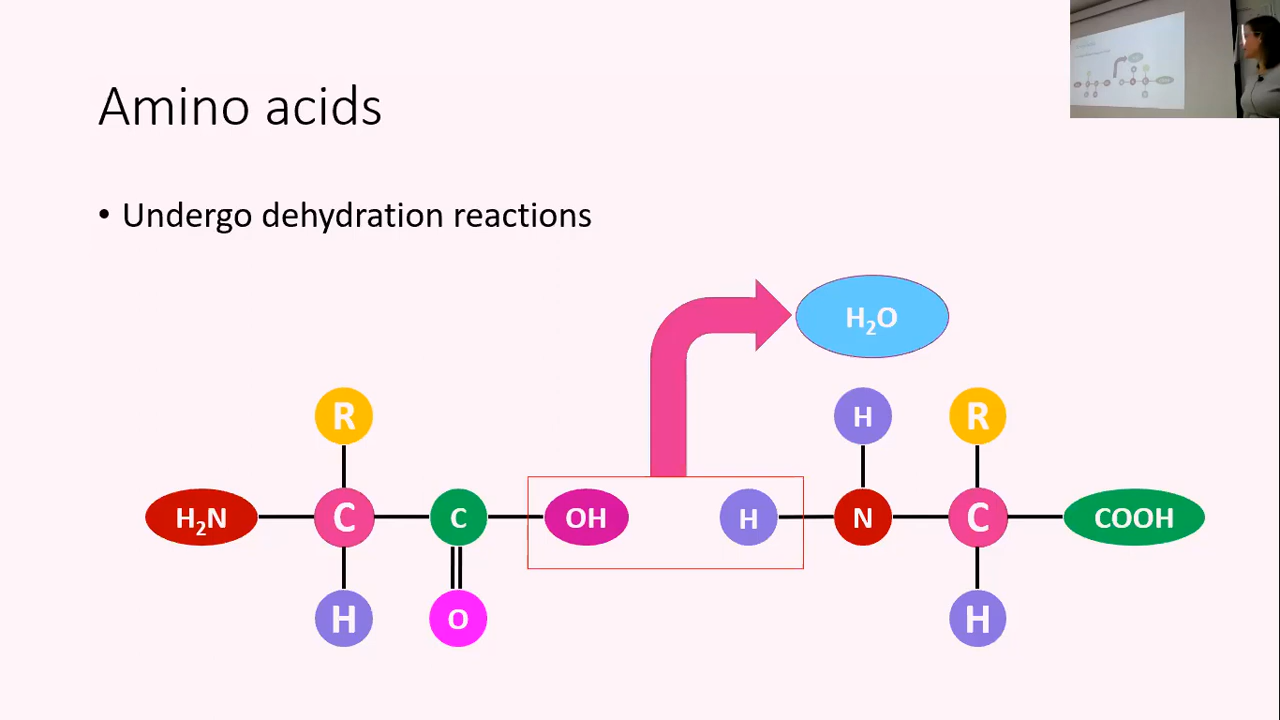 Amino acids
• Undergo dehydration reactions
H₂O
R H R
H₂N C C OH H N C COOH
H O H